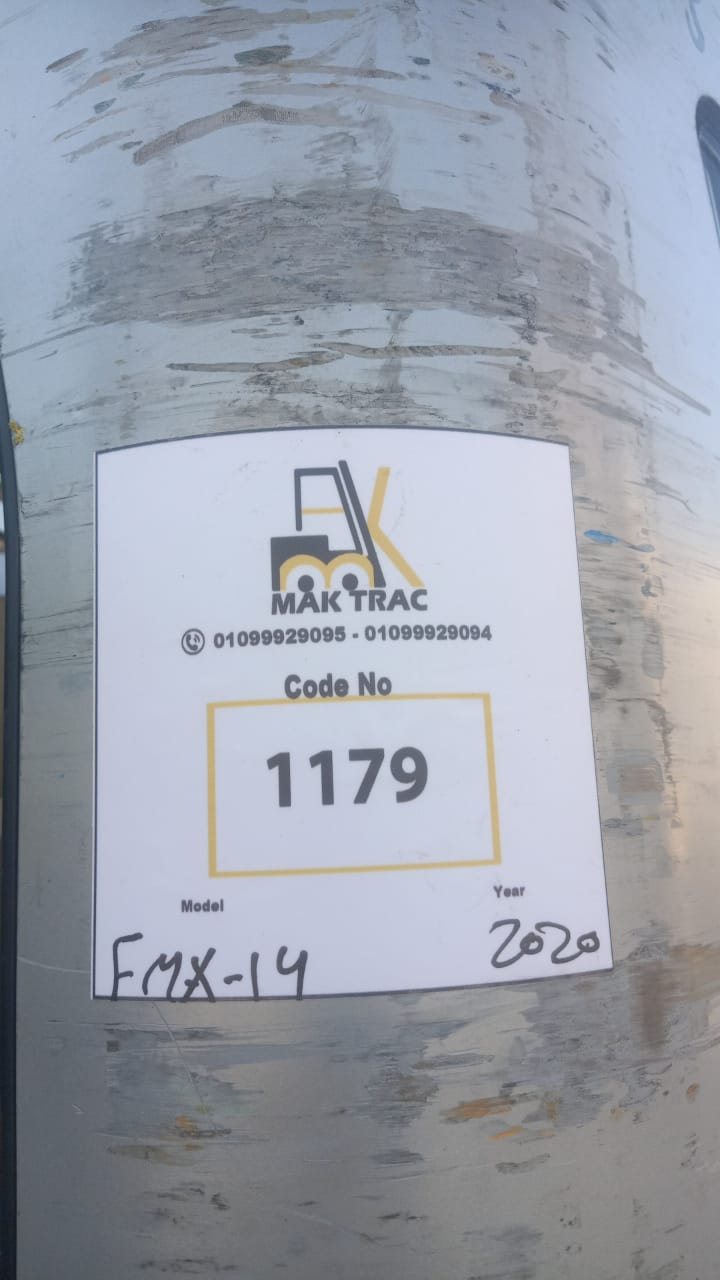 MAK TRAC
01099929095 - 01099929094
Code No
1179
Model Year
FMX-14 2020